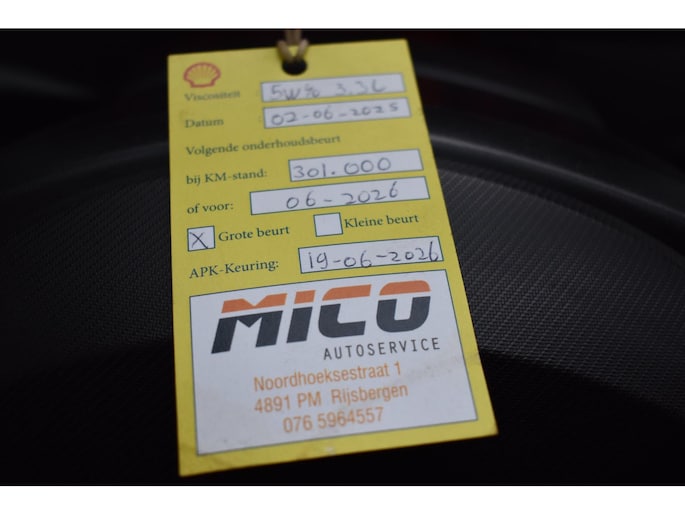 Viscositeit 5W30 3,3L
Datum 02-06-2025
Volgende onderhoudsbeurt
bij KM-stand: 301.000
of voor: 06-2026
X Grote beurt Kleine beurt
APK-Keuring: 19-06-2026
MiCO
AUTOSERVICE
Noordhoeksestraat 1
4891 PM Rijsbergen
076 5964557